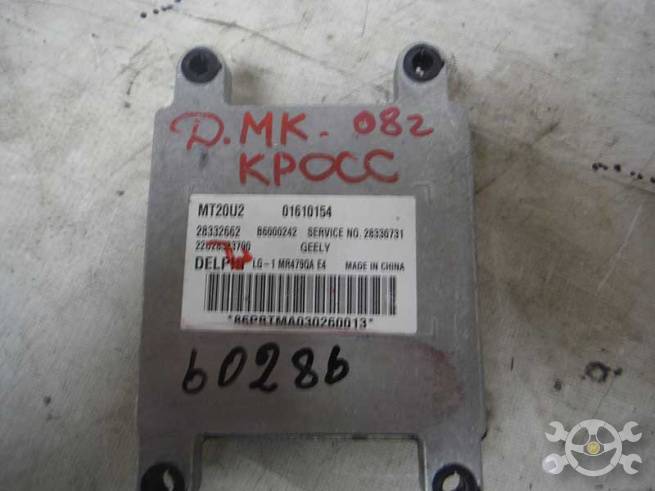 Д.МК. 08г
КРОСС
MT20U2 01610154
28332662 B6000242 SERVICE NO. 28330731
GEELY
DELPHI LG-1 MR479QA E4 MADE IN CHINA
*86PBTMA030260013*
60286